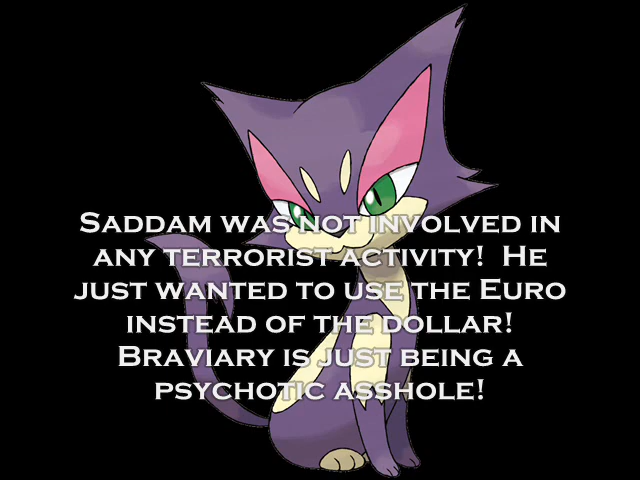 Saddam was not involved in
any terrorist activity!  He
just wanted to use the Euro
instead of the dollar!
Braviary is just being a
psychotic asshole!